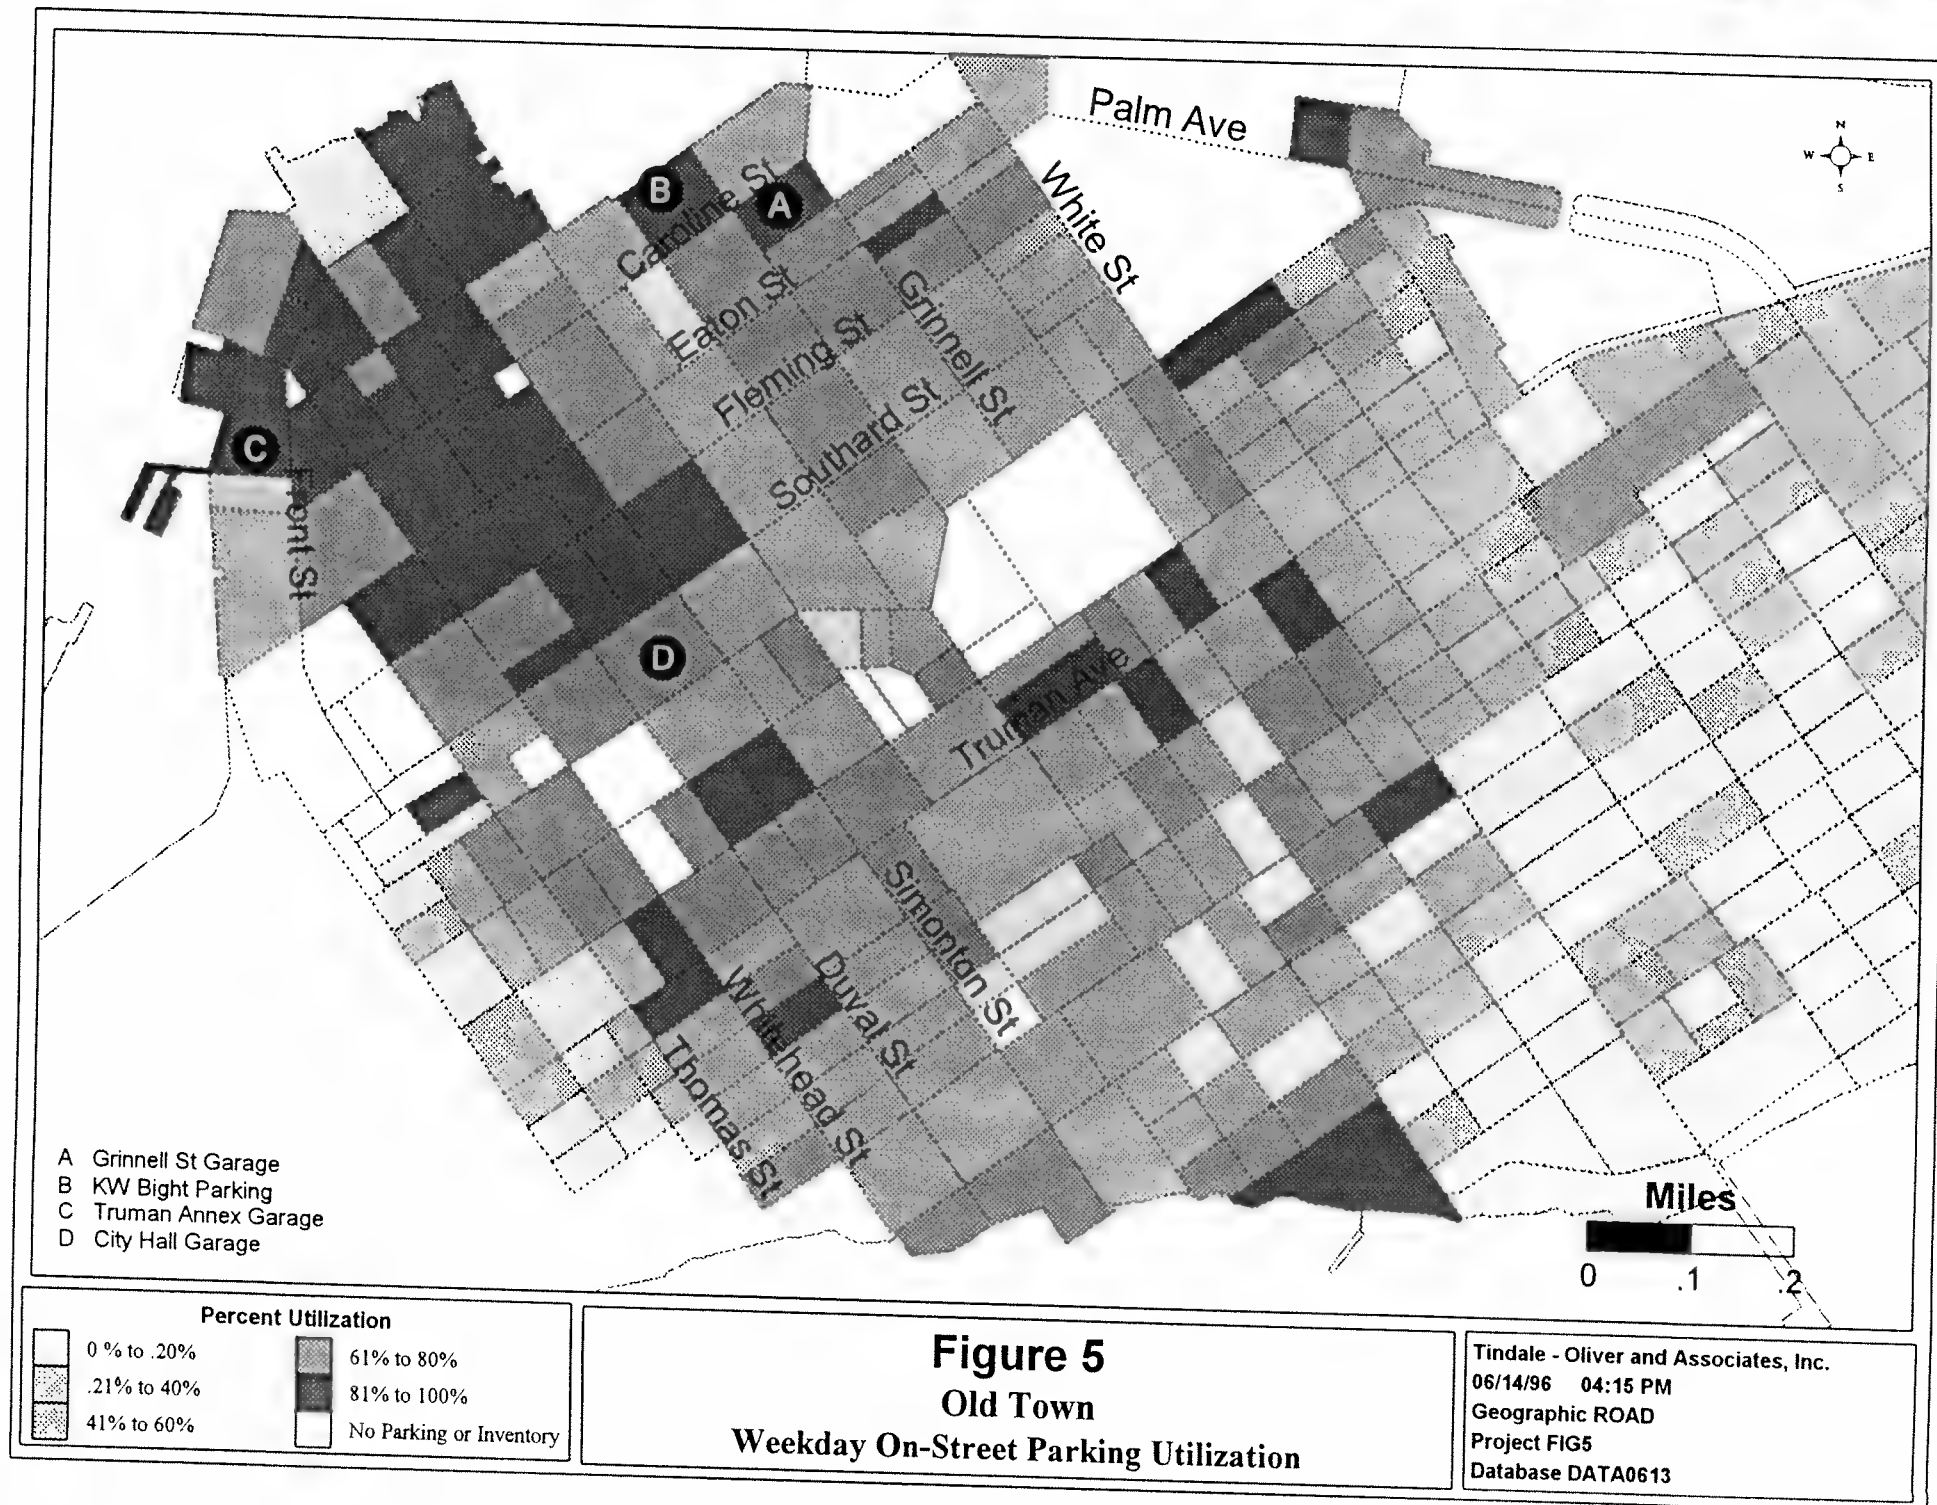 Palm Ave
N
W E
S
White St
B
Caroline St
A
Eaton St
Grinnell St
Fleming St
Southard St
C
Front St
D
Truman Ave
Simonton St
Duval St
Whitehead St
Thomas St
A Grinnell St Garage
B KW Bight Parking
C Truman Annex Garage
D City Hall Garage
Miles
0 .1 .2
Percent Utilization
0 % to .20%
.21% to 40%
41% to 60%
61% to 80%
81% to 100%
No Parking or Inventory
Figure 5
Old Town
Weekday On-Street Parking Utilization
Tindale - Oliver and Associates, Inc.
06/14/96 04:15 PM
Geographic ROAD
Project FIG5
Database DATA0613